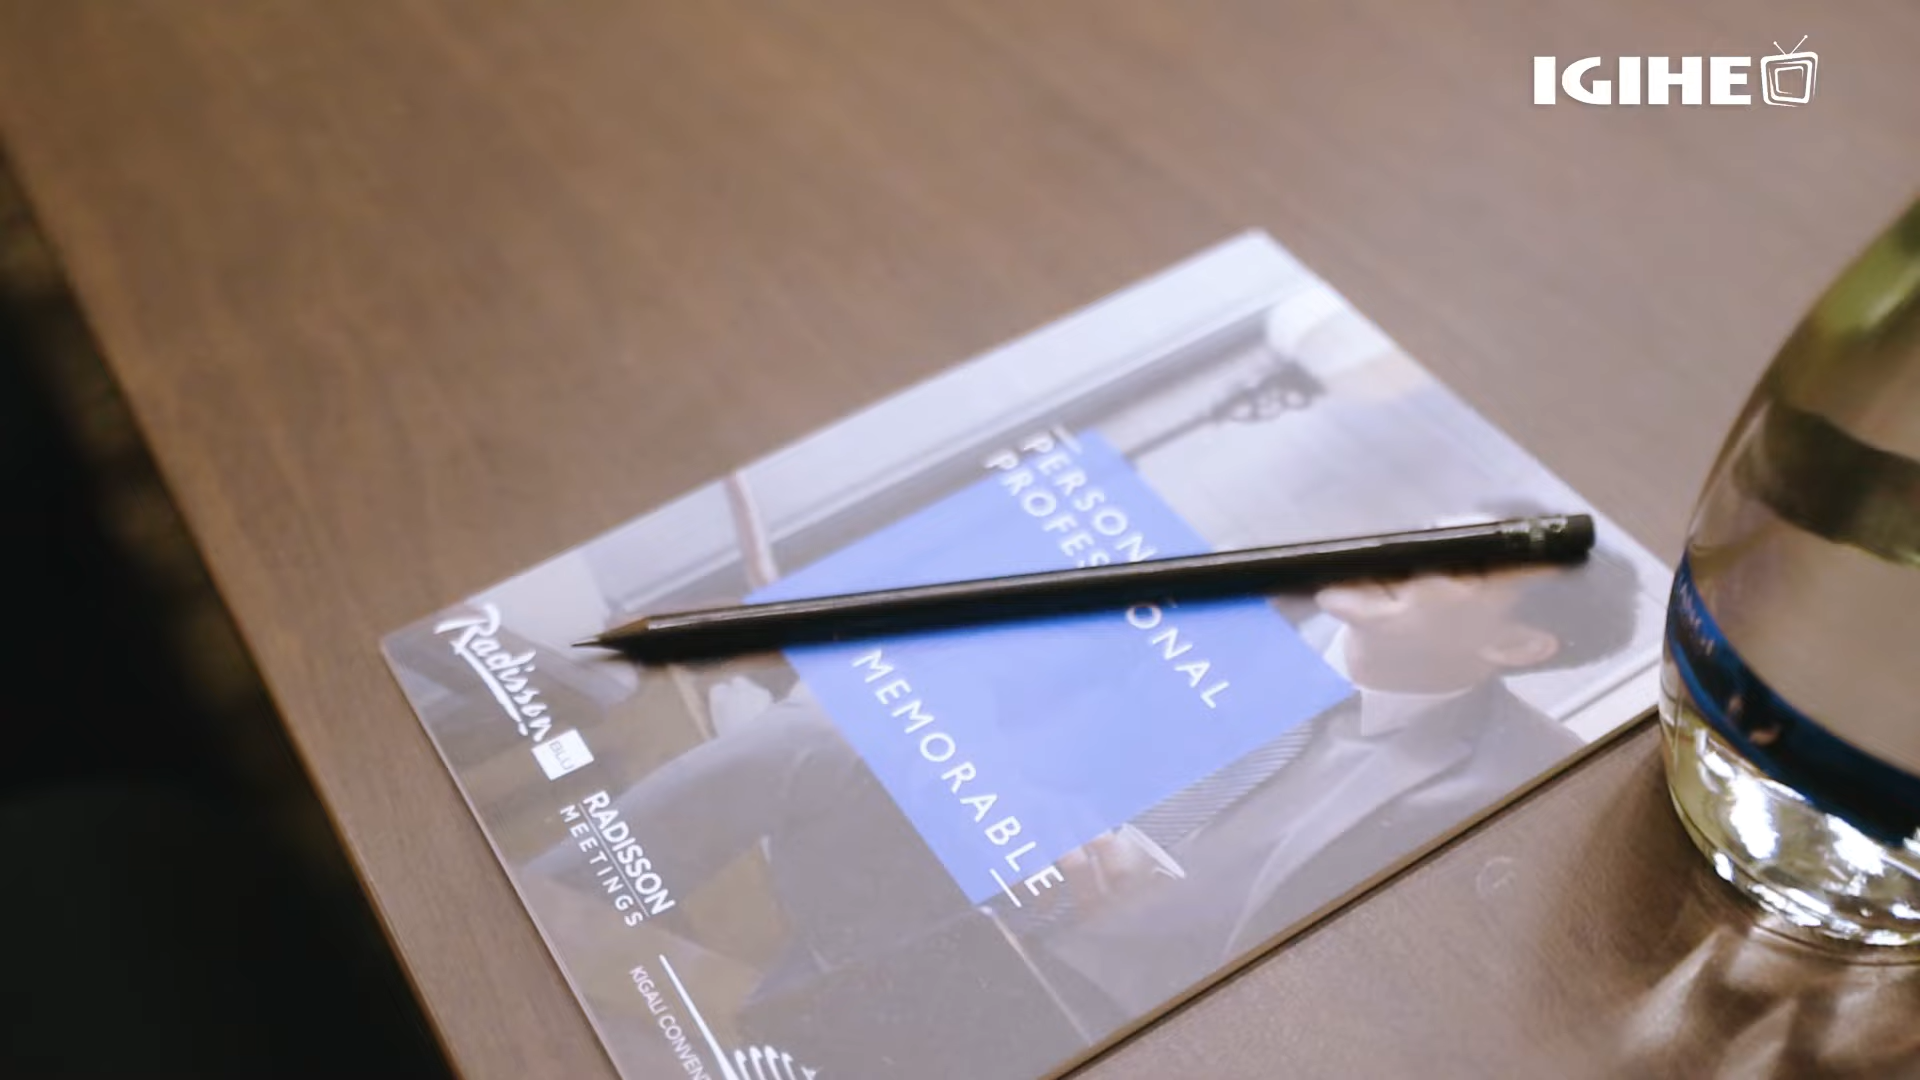 IGIHE
PERSON
PROFES ONAL
MEMORABLE
Radisson
BLU
RADISSON
MEETINGS
KIGALI CONVEN